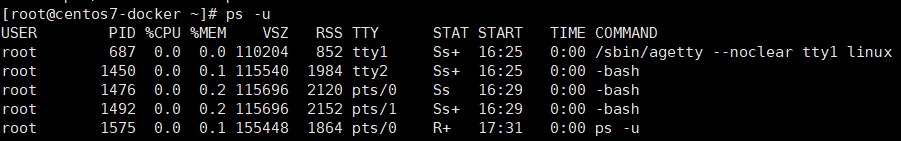 [root@centos7-docker ~]# ps -u
USER       PID %CPU %MEM    VSZ   RSS TTY      STAT START   TIME COMMAND
root       687  0.0  0.0 110204   852 tty1     Ss+  16:25   0:00 /sbin/agetty --noclear tty1 linux
root      1450  0.0  0.1 115540  1984 tty2     Ss+  16:25   0:00 -bash
root      1476  0.0  0.2 115696  2120 pts/0    Ss   16:29   0:00 -bash
root      1492  0.0  0.2 115696  2152 pts/1    Ss+  16:29   0:00 -bash
root      1575  0.0  0.1 155448  1864 pts/0    R+   17:31   0:00 ps -u